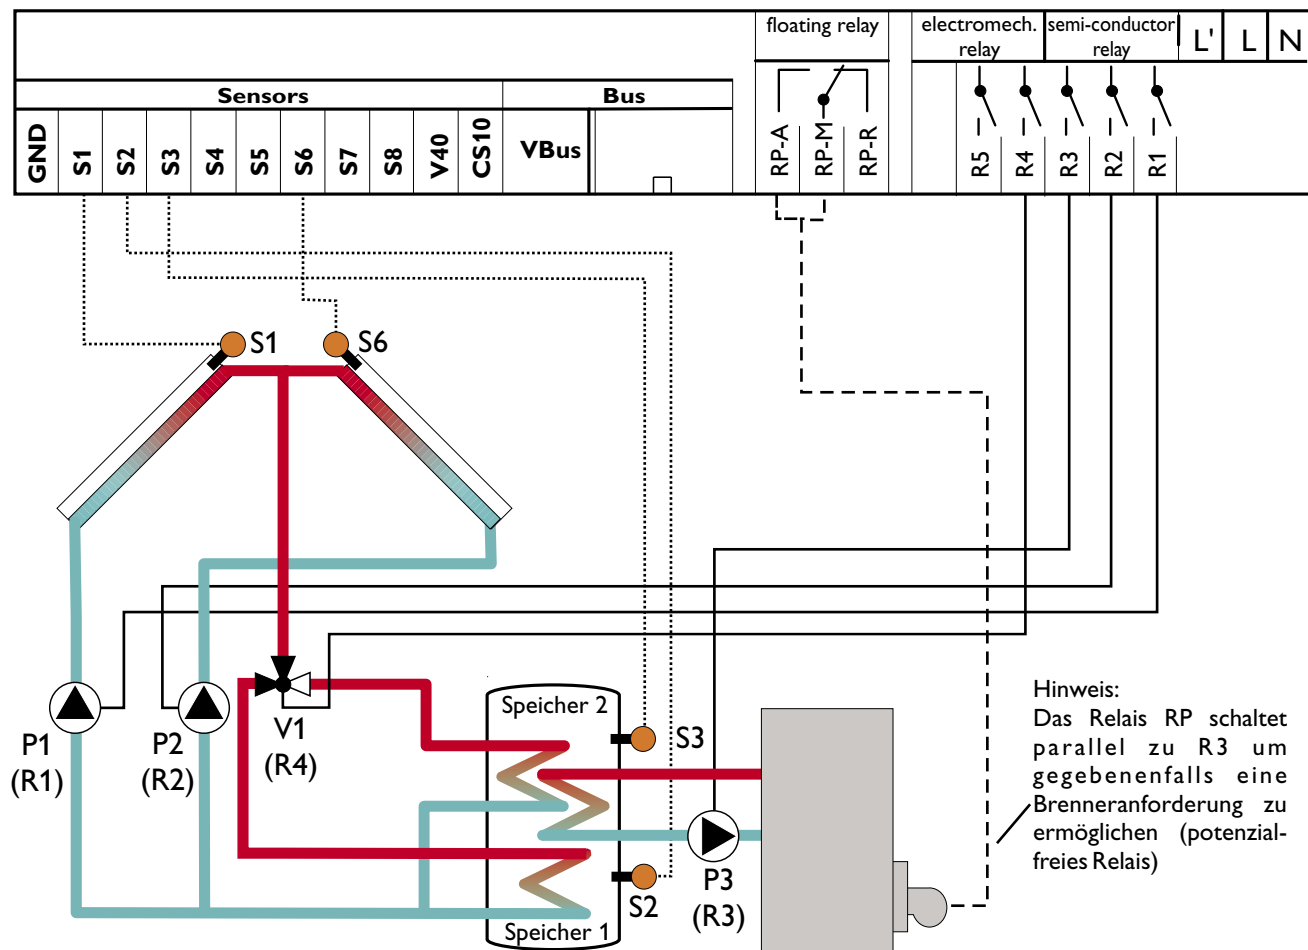 floating relay
electromech.
relay
semi-conductor
relay
L'
L
N
Sensors
Bus
GND
S1
S2
S3
S4
S5
S6
S7
S8
V40
CS10
VBus
RP-A
RP-M
RP-R
R5
R4
R3
R2
R1
S1
S6
P1
(R1)
P2
(R2)
V1
(R4)
Speicher 2
S3
S2
Speicher 1
P3
(R3)
Hinweis:
Das Relais RP schaltet
parallel zu R3 um
gegebenenfalls eine
Brenneranforderung zu
ermöglichen (potenzial-
freies Relais)